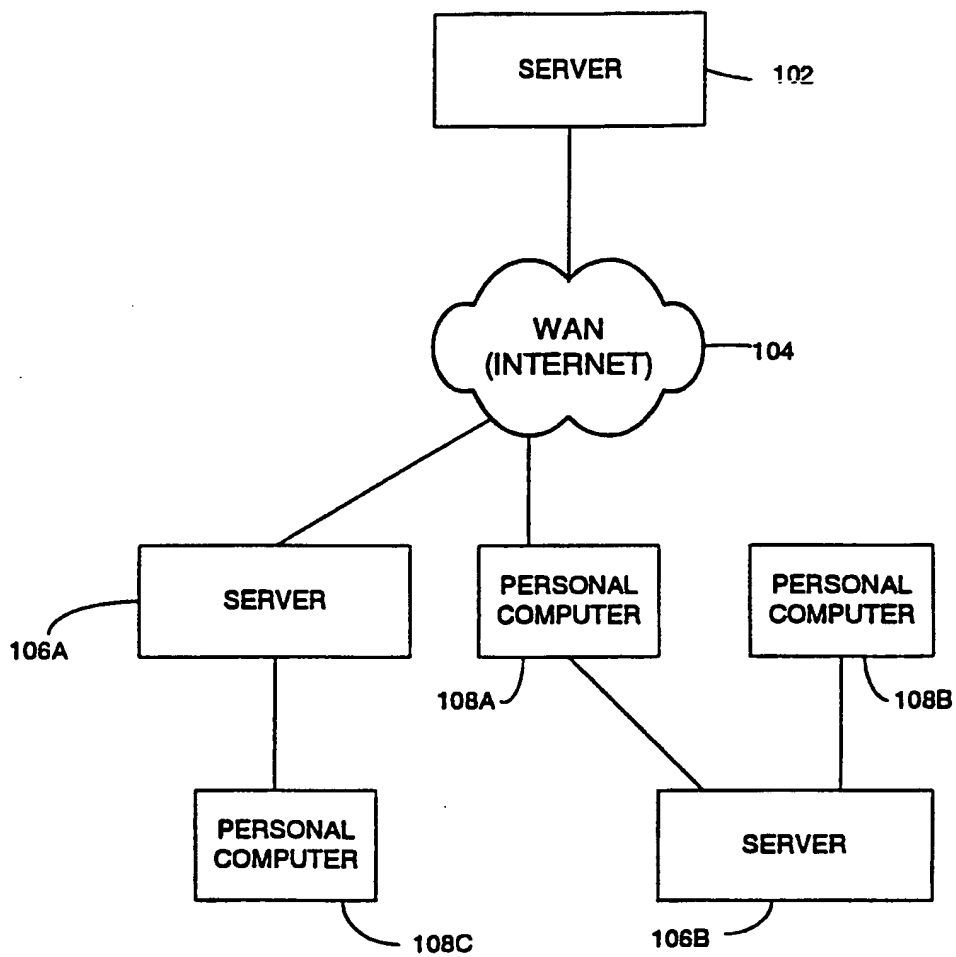 SERVER
102
WAN
(INTERNET)
104
SERVER
106A
PERSONAL
COMPUTER
108A
PERSONAL
COMPUTER
108B
PERSONAL
COMPUTER
108C
SERVER
106B